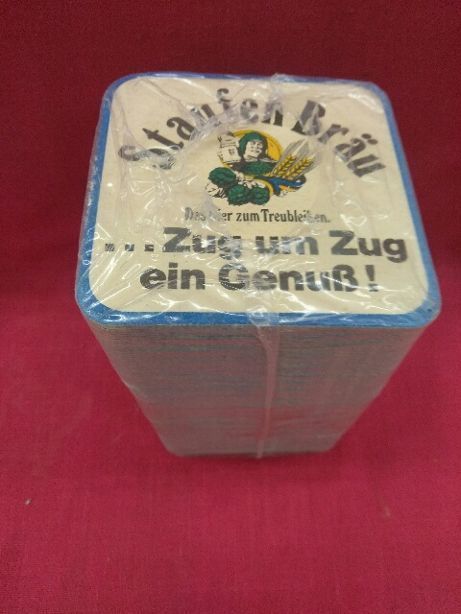 Staufen Bräu
Das Bier zum Treubleiben.
...Zug um Zug
ein Genuß!